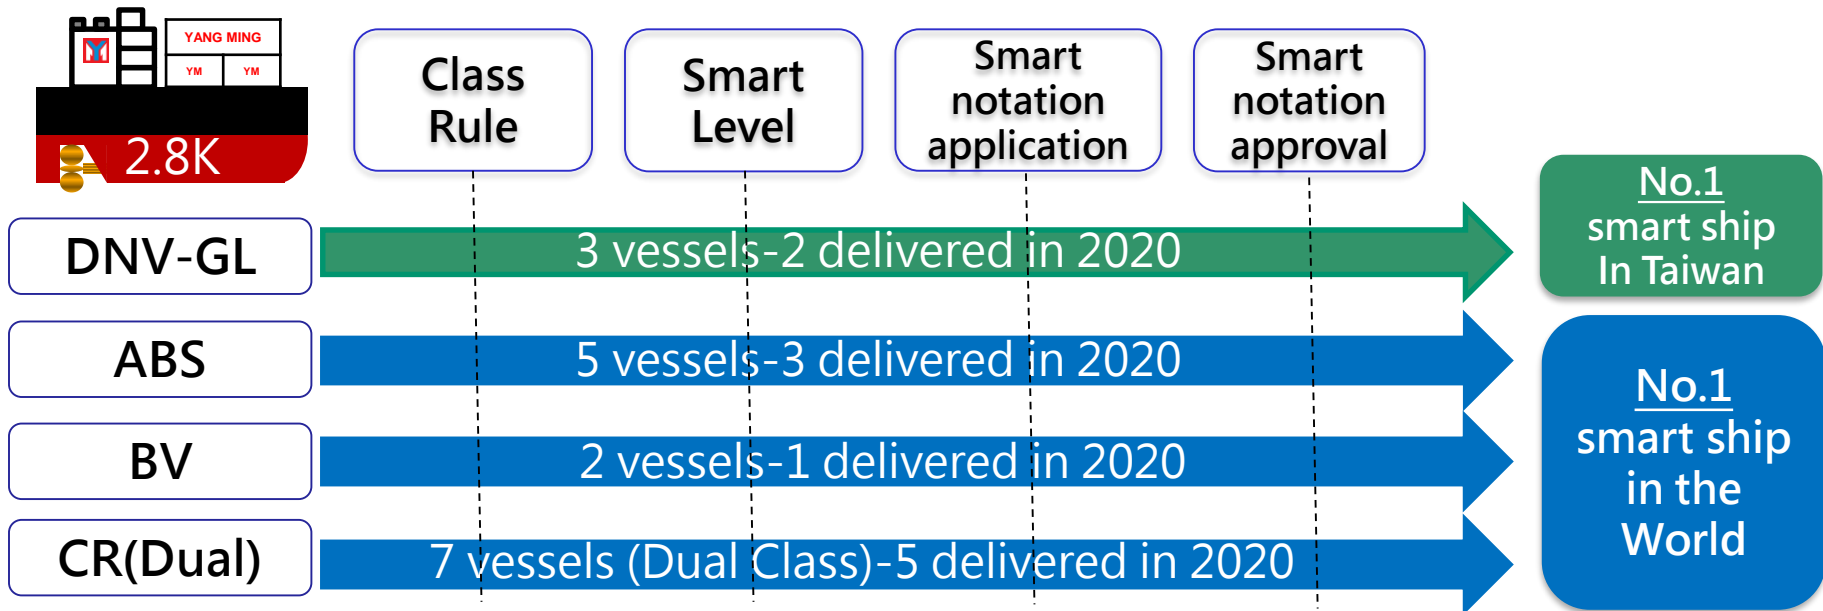 YANG MING
YM YM
2.8K
Class
Rule
Smart
Level
Smart
notation
application
Smart
notation
approval
DNV-GL
3 vessels-2 delivered in 2020
No.1
smart ship
In Taiwan
ABS
5 vessels-3 delivered in 2020
BV
2 vessels-1 delivered in 2020
CR(Dual)
7 vessels (Dual Class)-5 delivered in 2020
No.1
smart ship
in the
World